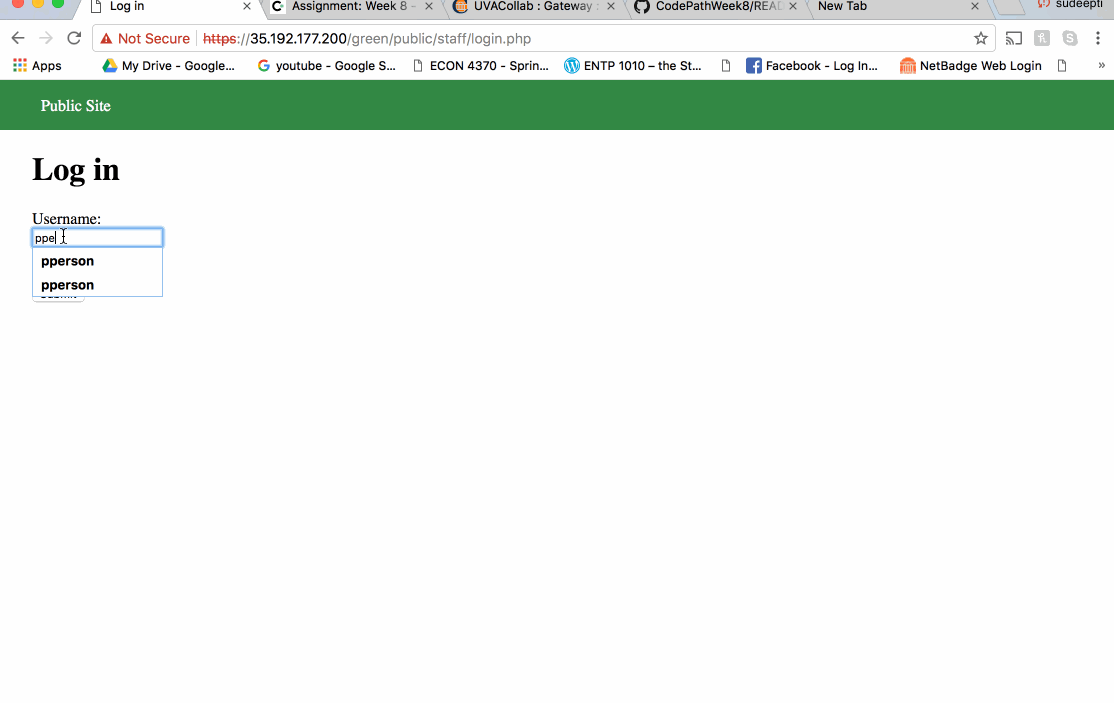 Log in Assignment: Week 8 - UVACollab : Gateway : CodePathWeek8/READ New Tab sudeepti
Not Secure https://35.192.177.200/green/public/staff/login.php
Apps My Drive - Google... youtube - Google S... ECON 4370 - Sprin... ENTP 1010 – the St... Facebook - Log In... NetBadge Web Login »
Public Site
Log in
Username:
ppe
pperson
pperson